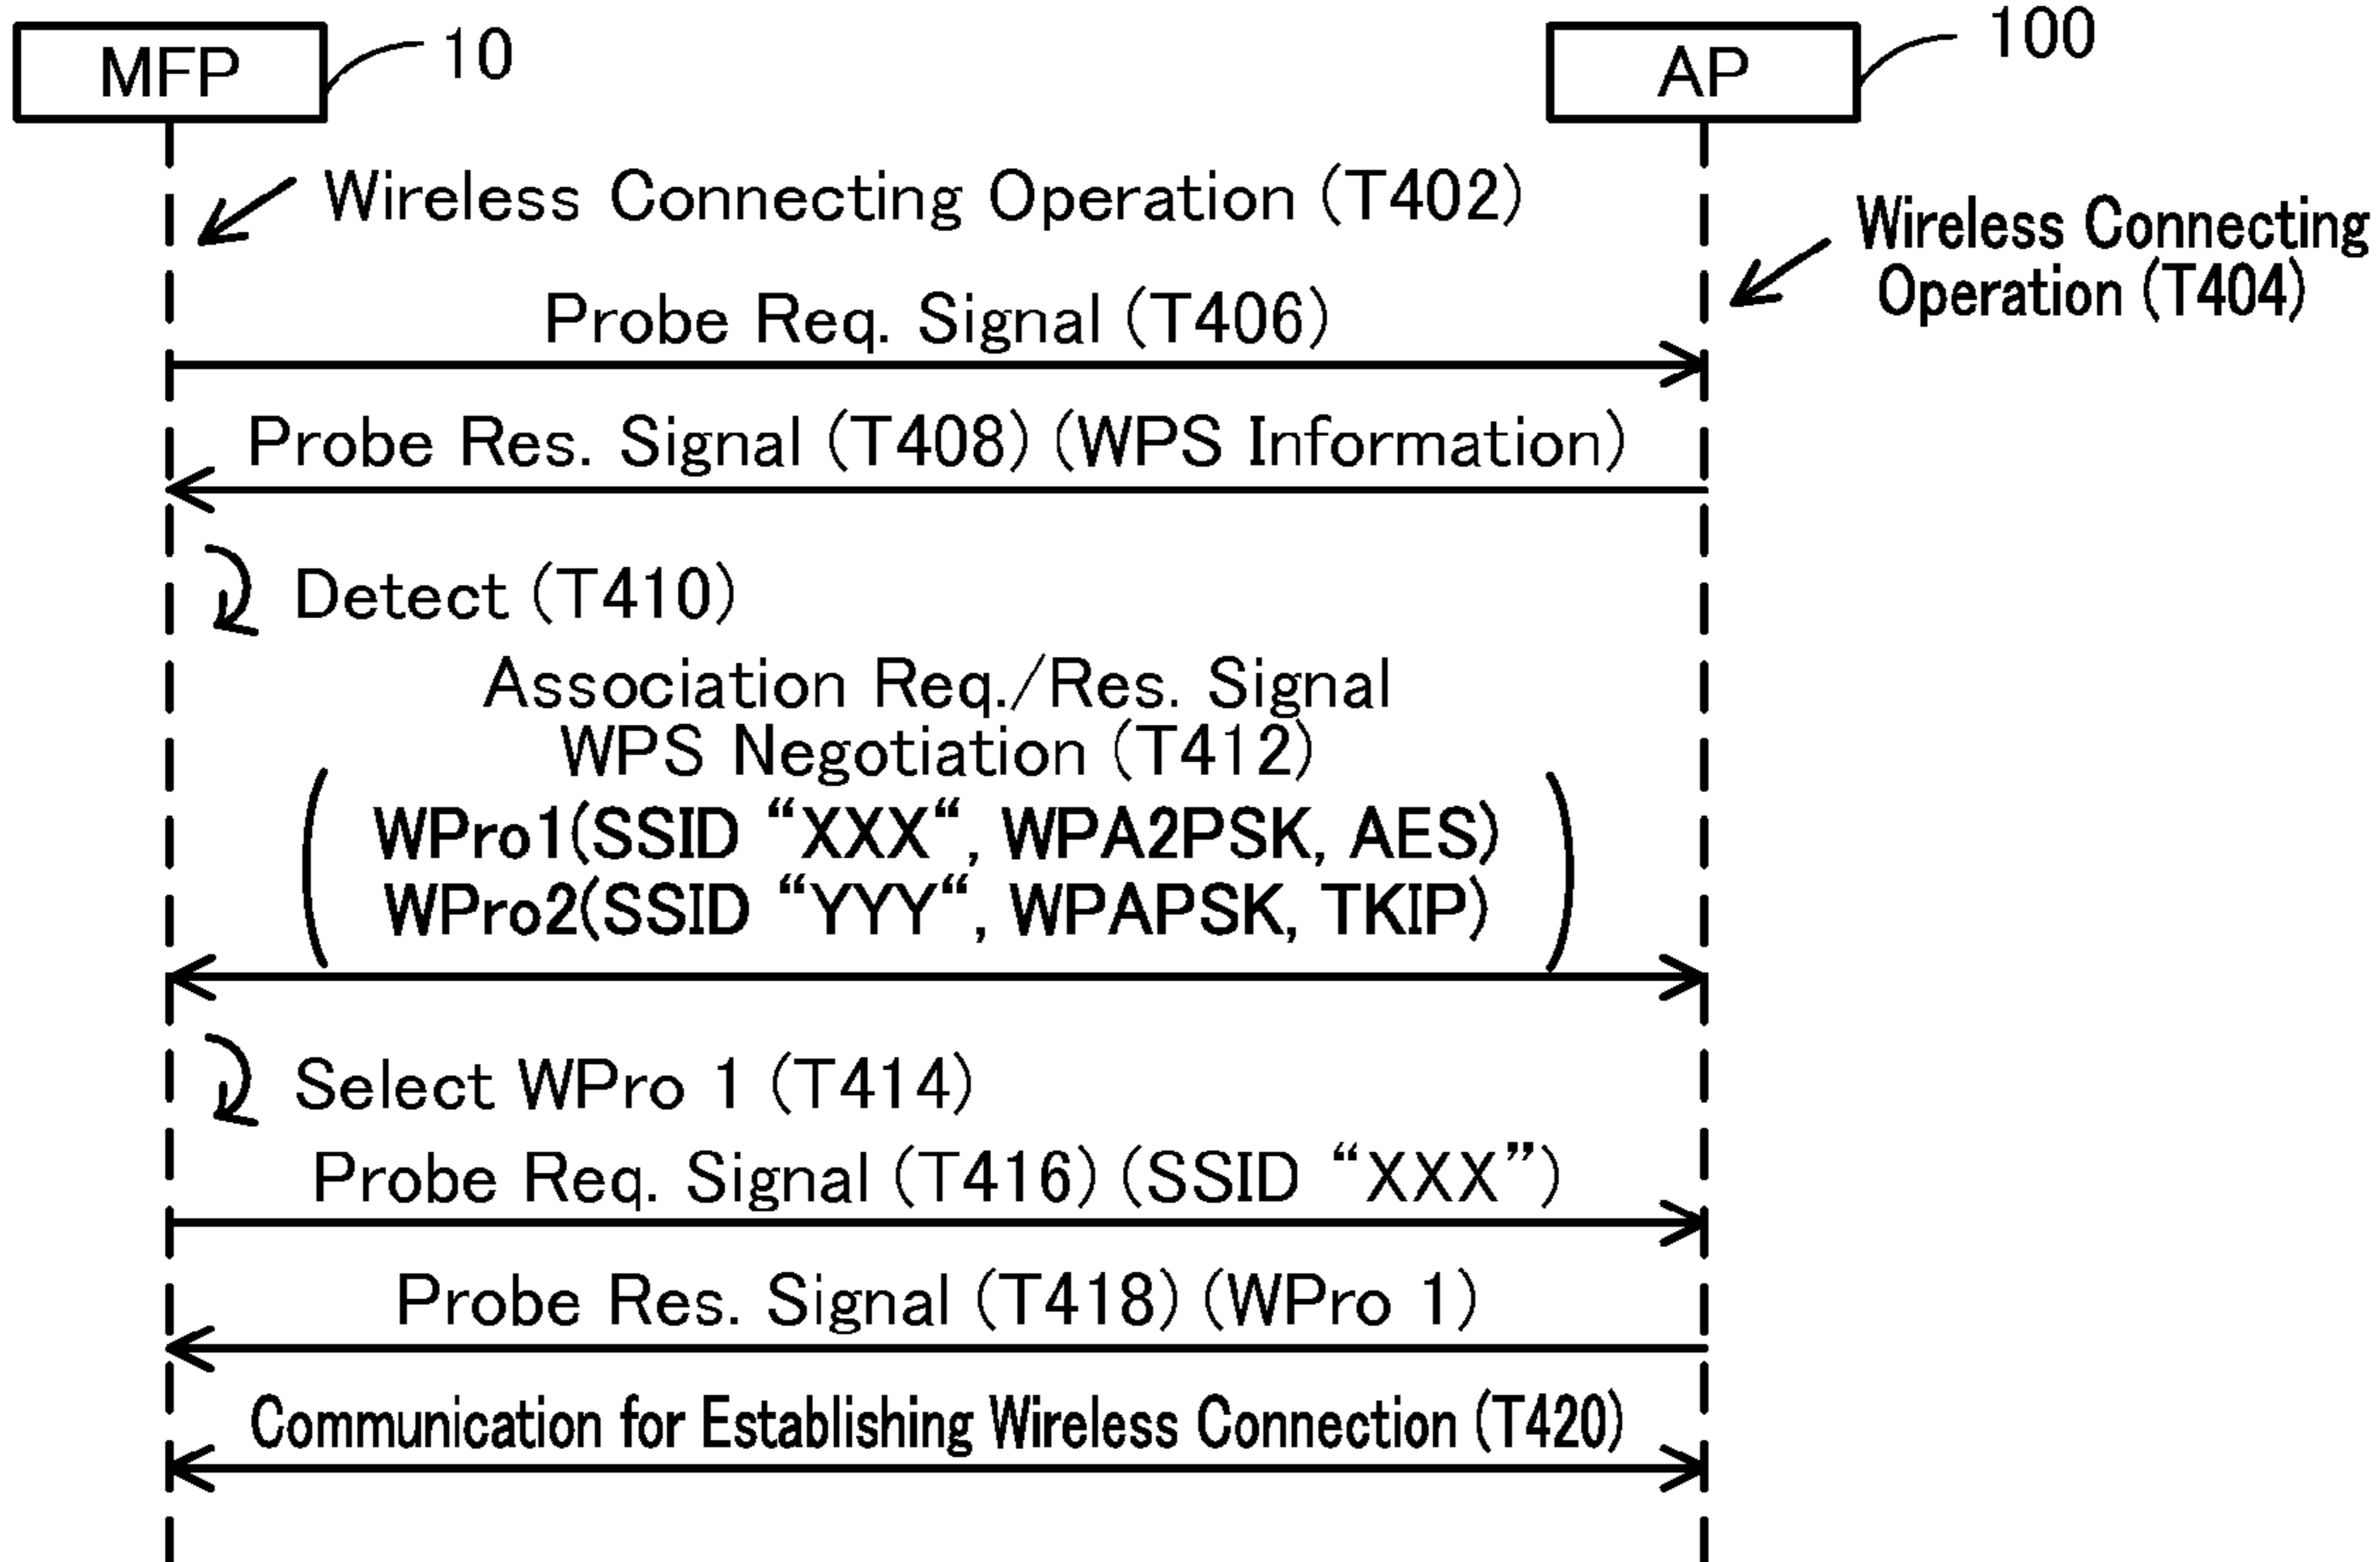 MFP
10
AP
100
Wireless Connecting Operation (T402)
Wireless Connecting
Operation (T404)
Probe Req. Signal (T406)
Probe Res. Signal (T408) (WPS Information)
Detect (T410)
Association Req./Res. Signal
WPS Negotiation (T412)
WPro1(SSID “XXX“, WPA2PSK, AES)
WPro2(SSID “YYY“, WPAPSK, TKIP)
Select WPro 1 (T414)
Probe Req. Signal (T416) (SSID “XXX”)
Probe Res. Signal (T418) (WPro 1)
Communication for Establishing Wireless Connection (T420)